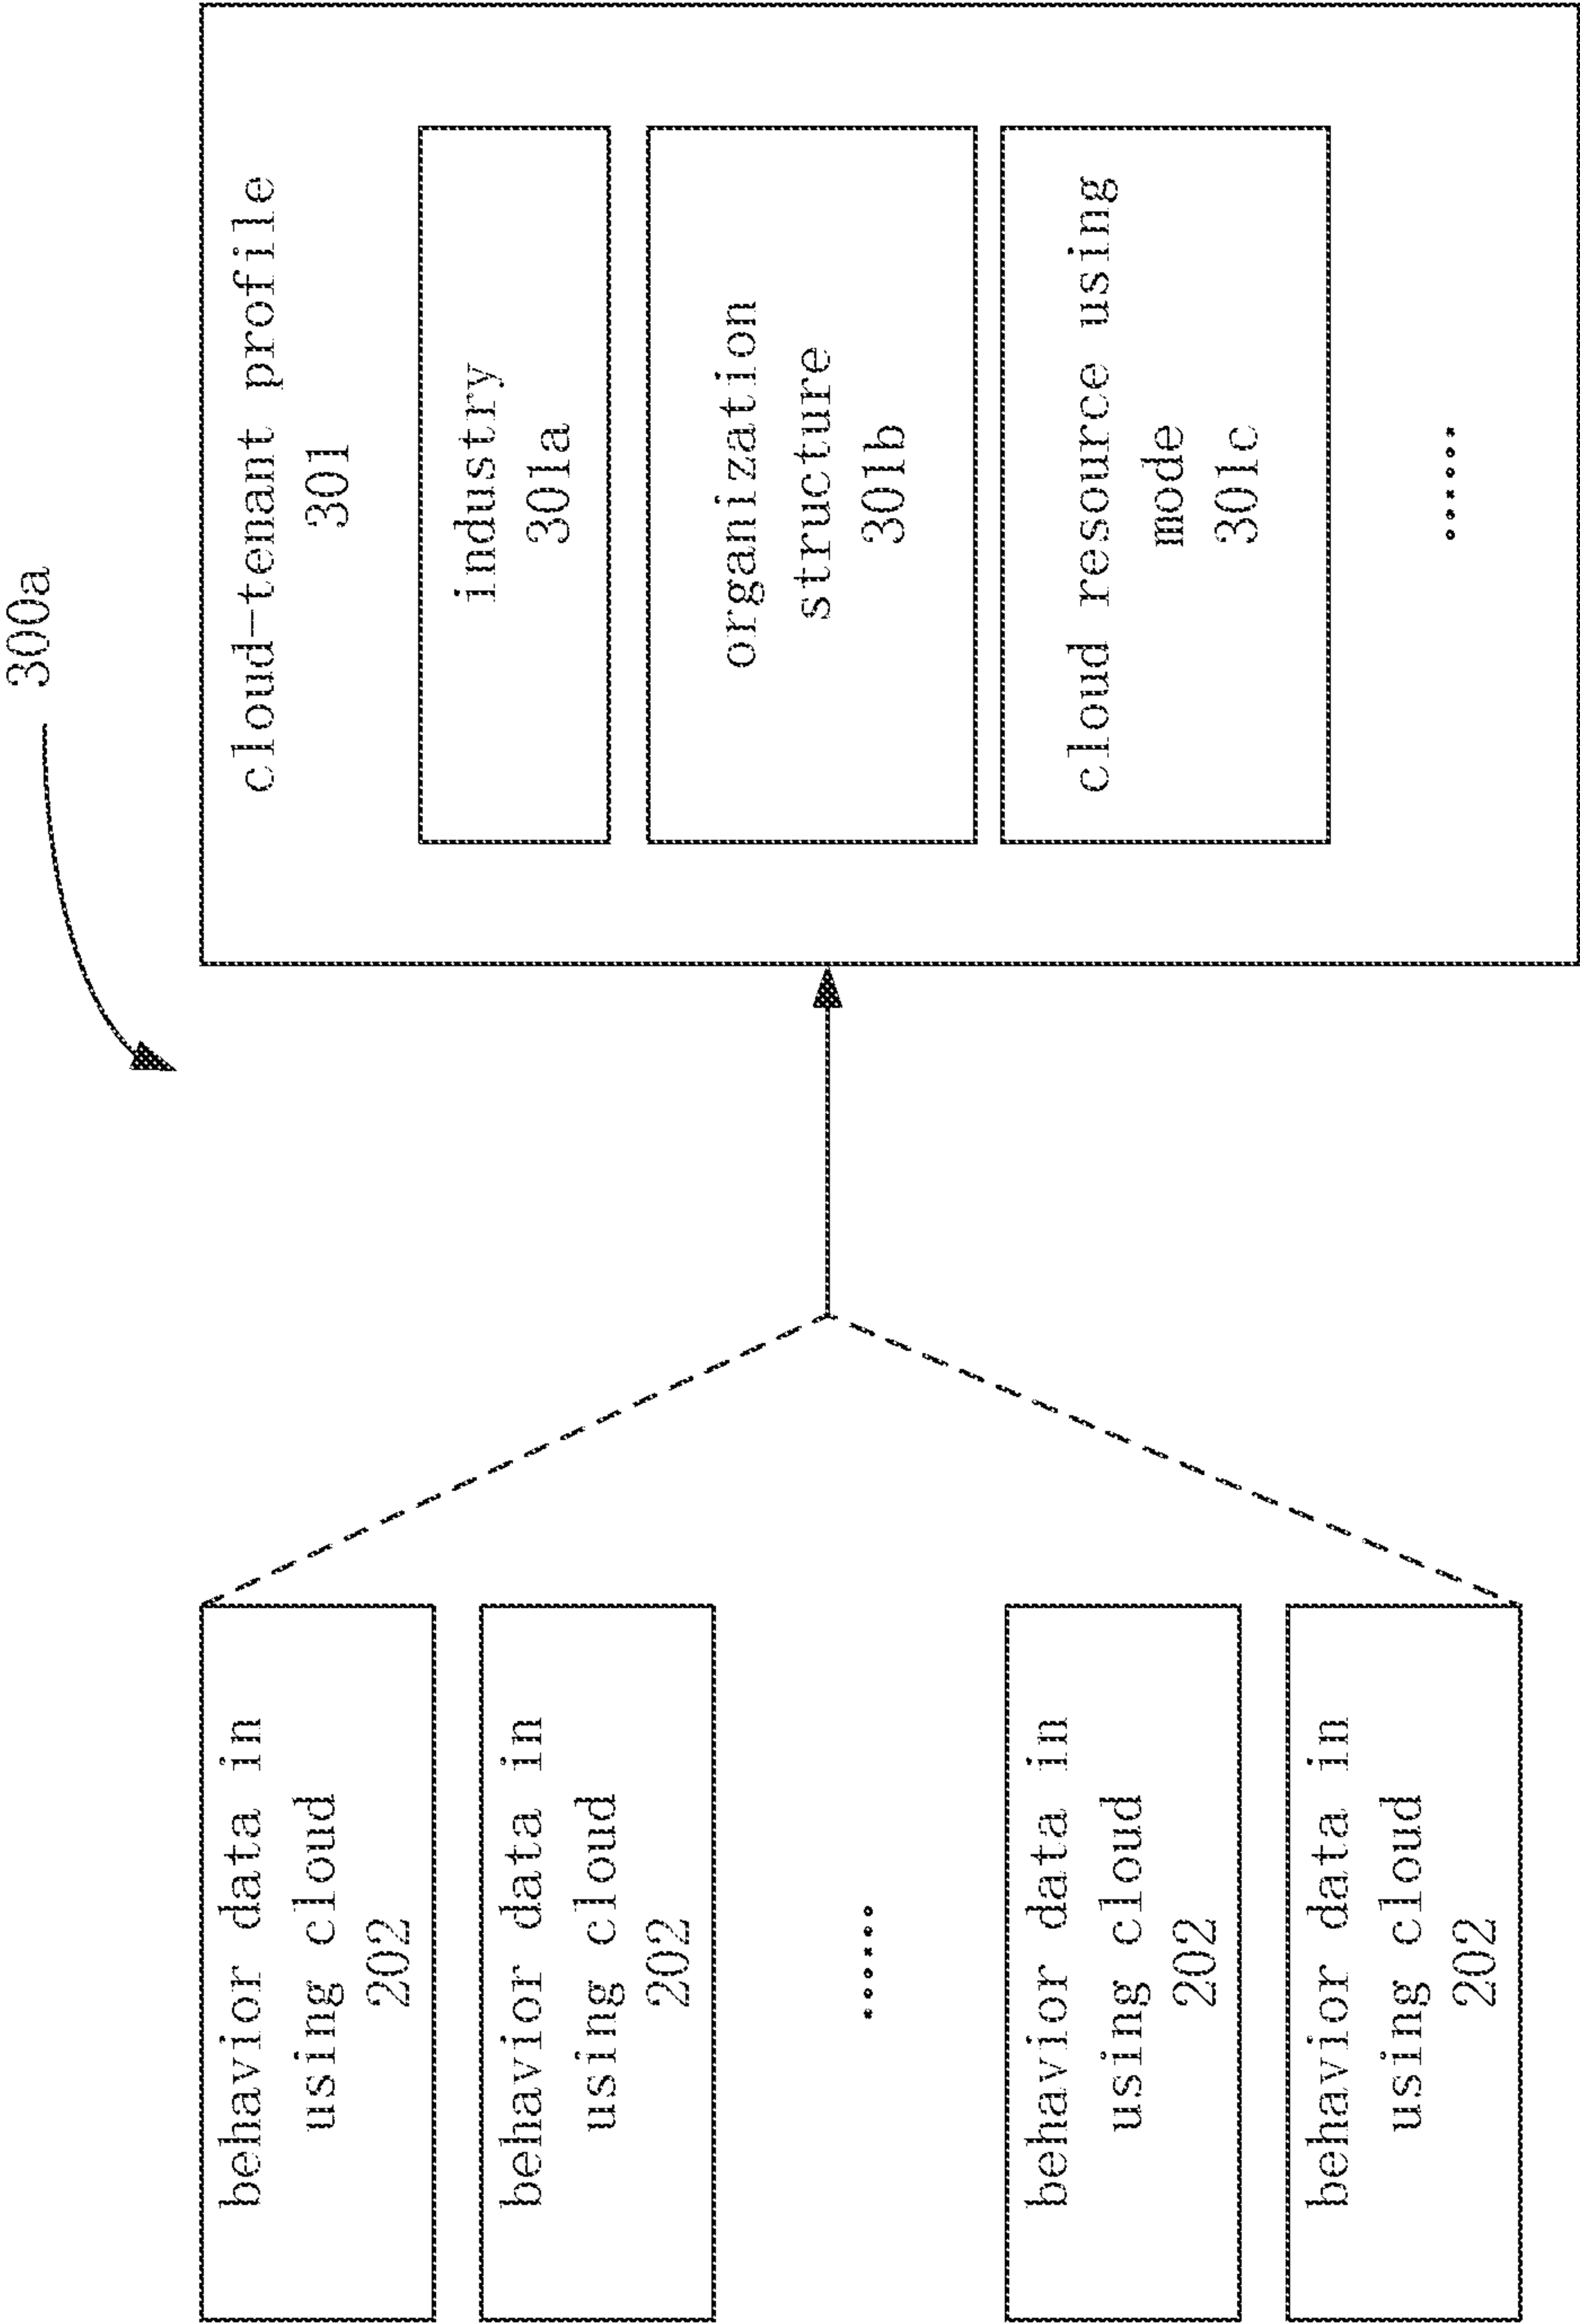 300a
behavior data in
using cloud
202
behavior data in
using cloud
202
......
behavior data in
using cloud
202
behavior data in
using cloud
202
cloud-tenant profile
301
industry
301a
organization
structure
301b
cloud resource using
mode
301c
......